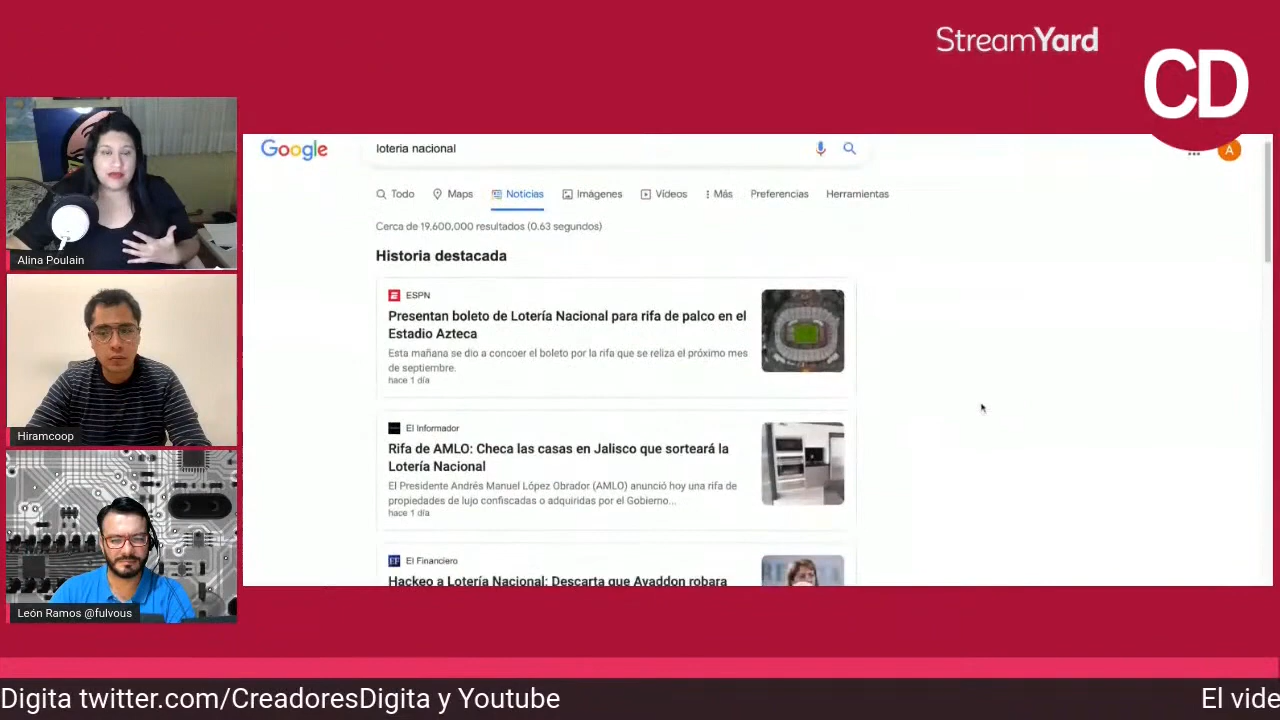 StreamYard
CD
Alina Poulain
Hiramcoop
León Ramos @fulvous
Google
loteria nacional
A
Todo
Maps
Noticias
Imágenes
Vídeos
Más
Preferencias
Herramientas
Cerca de 19.600,000 resultados (0.63 segundos)
Historia destacada
ESPN
Presentan boleto de Lotería Nacional para rifa de palco en el
Estadio Azteca
Esta mañana se dio a concoer el boleto por la rifa que se reliza el próximo mes
de septiembre.
hace 1 día
El Informador
Rifa de AMLO: Checa las casas en Jalisco que sorteará la
Lotería Nacional
El Presidente Andrés Manuel López Obrador (AMLO) anunció hoy una rifa de
propiedades de lujo confiscadas o adquiridas por el Gobierno...
hace 1 día
EF
El Financiero
Hackeo a Lotería Nacional: Descarta que Avaddon robara
Digita twitter.com/CreadoresDigita y Youtube
El vide